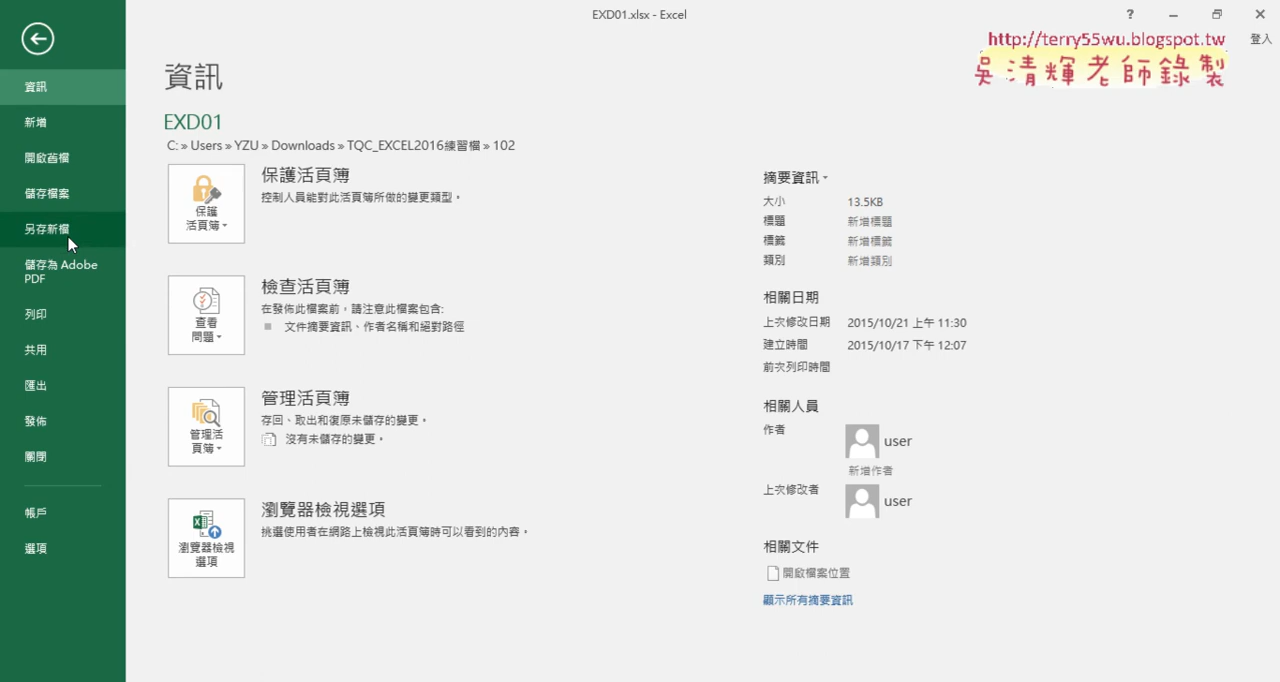 EXD01.xlsx - Excel
?
http://terry55wu.blogspot.tw
登入
吳清輝老師錄製
資訊
新增
開啟舊檔
儲存檔案
另存新檔
儲存為 Adobe
PDF
列印
共用
匯出
發佈
關閉
帳戶
選項
資訊
EXD01
C: » Users » YZU » Downloads » TQC_EXCEL2016練習檔 » 102
保護
活頁簿
保護活頁簿
控制人員能對此活頁簿所做的變更類型。
查看
問題
檢查活頁簿
在發佈此檔案前，請注意此檔案包含:
文件摘要資訊、作者名稱和絕對路徑
管理活
頁簿
管理活頁簿
存回、取出和復原未儲存的變更。
沒有未儲存的變更。
瀏覽器檢視
選項
瀏覽器檢視選項
挑選使用者在網路上檢視此活頁簿時可以看到的內容。
摘要資訊
大小 13.5KB
標題 新增標題
標籤 新增標籤
類別 新增類別
相關日期
上次修改日期 2015/10/21 上午 11:30
建立時間 2015/10/17 下午 12:07
前次列印時間
相關人員
作者 user
新增作者
上次修改者 user
相關文件
開啟檔案位置
顯示所有摘要資訊